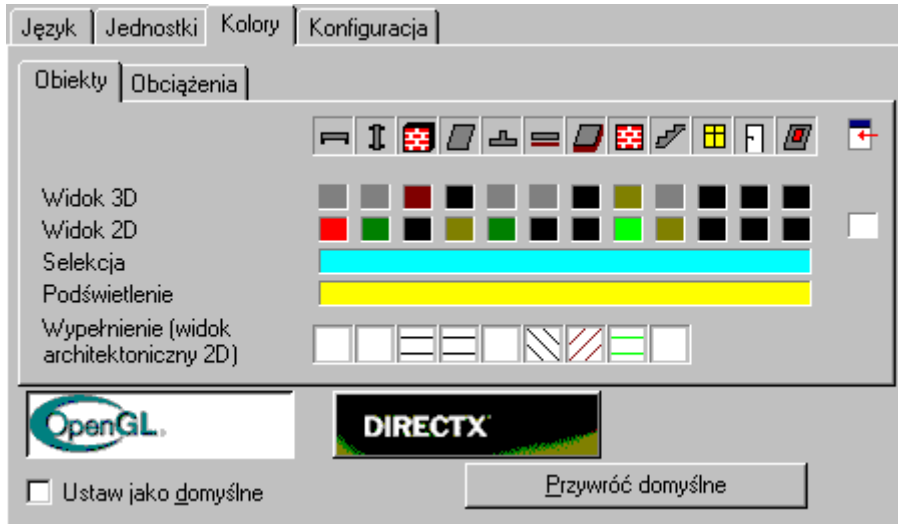 Język Jednostki Kolory Konfiguracja
Obiekty Obciążenia
Widok 3D
Widok 2D
Selekcja
Podświetlenie
Wypełnienie (widok
architektoniczny 2D)
OpenGL DIRECTX
Ustaw jako domyślne Przywróć domyślne